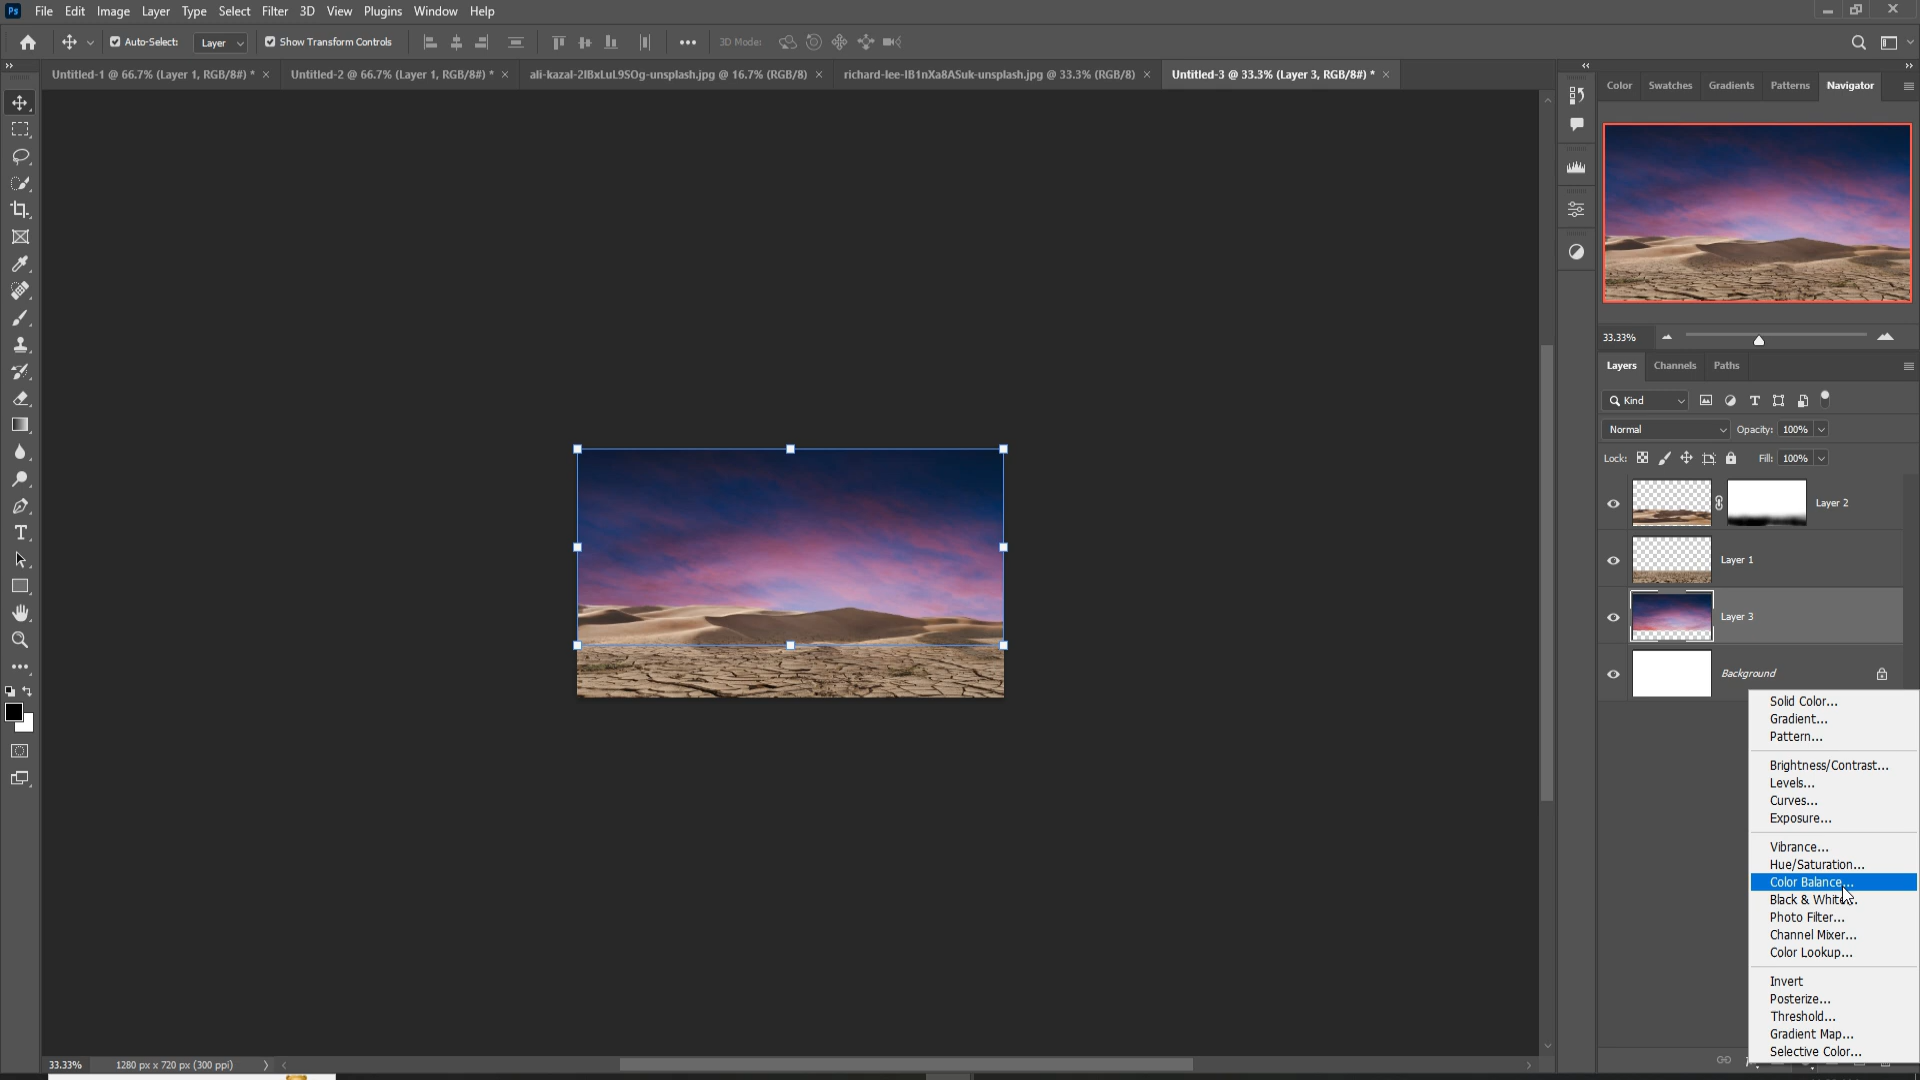 Ps File Edit Image Layer Type Select Filter 3D View Plugins Window Help
Auto-Select: Layer Show Transform Controls 3D Mode:
Untitled-1 @ 66.7% (Layer 1, RGB/8#) * Untitled-2 @ 66.7% (Layer 1, RGB/8#) * ali-kazal-2IBxLuL9SOg-unsplash.jpg @ 16.7% (RGB/8) richard-lee-IB1nXa8ASuk-unsplash.jpg @ 33.3% (RGB/8) Untitled-3 @ 33.3% (Layer 3, RGB/8#) *
Color Swatches Gradients Patterns Navigator
33.33%
Layers Channels Paths
Kind
Normal Opacity: 100%
Lock: Fill: 100%
Layer 2
Layer 1
Layer 3
Background
Solid Color...
Gradient...
Pattern...
Brightness/Contrast...
Levels...
Curves...
Exposure...
Vibrance...
Hue/Saturation...
Color Balance...
Black & White...
Photo Filter...
Channel Mixer...
Color Lookup...
Invert
Posterize...
Threshold...
Gradient Map...
Selective Color...
33.33% 1280 px x 720 px (300 ppi)